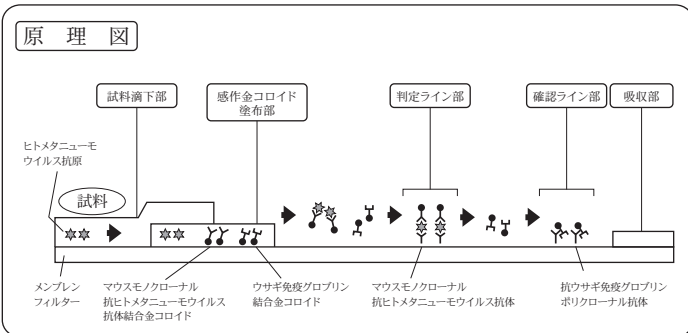 原理図
試料滴下部
感作金コロイド
塗布部
判定ライン部
確認ライン部
吸収部
ヒトメタニューモ
ウイルス抗原
試料
メンブレン
フィルター
マウスモノクローナル
抗ヒトメタニューモウイルス
抗体結合金コロイド
ウサギ免疫グロブリン
結合金コロイド
マウスモノクローナル
抗ヒトメタニューモウイルス抗体
抗ウサギ免疫グロブリン
ポリクローナル抗体